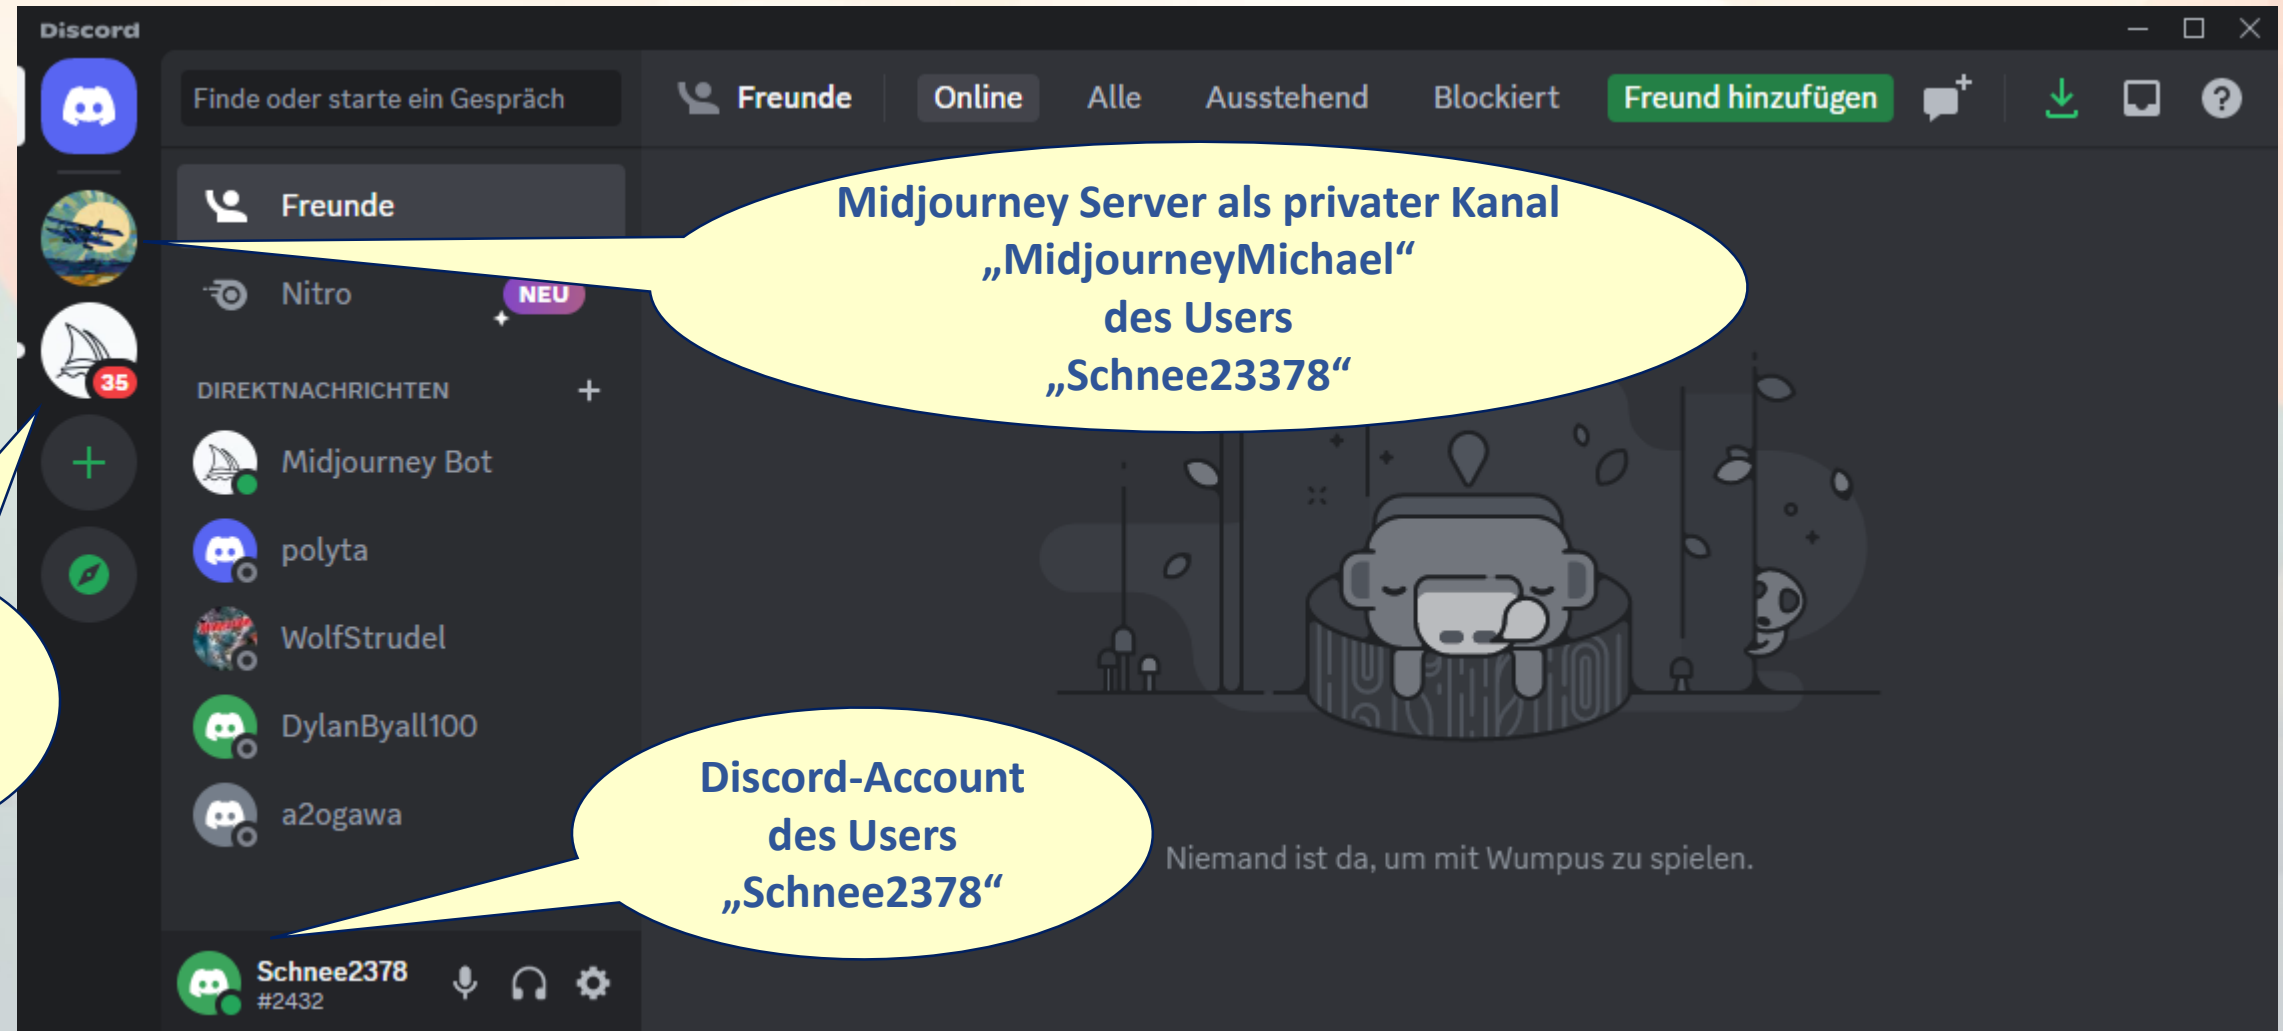 Discord
Finde oder starte ein Gespräch
Freunde
Online
Alle
Ausstehend
Blockiert
Freund hinzufügen
Freunde
Nitro
NEU
35
DIREKTNACHRICHTEN
Midjourney Bot
polyta
WolfStrudel
DylanByall100
a2ogawa
Schnee2378
#2432
Midjourney Server als privater Kanal
„MidjourneyMichael“
des Users
„Schnee23378“
Discord-Account
des Users
„Schnee2378“
Niemand ist da, um mit Wumpus zu spielen.